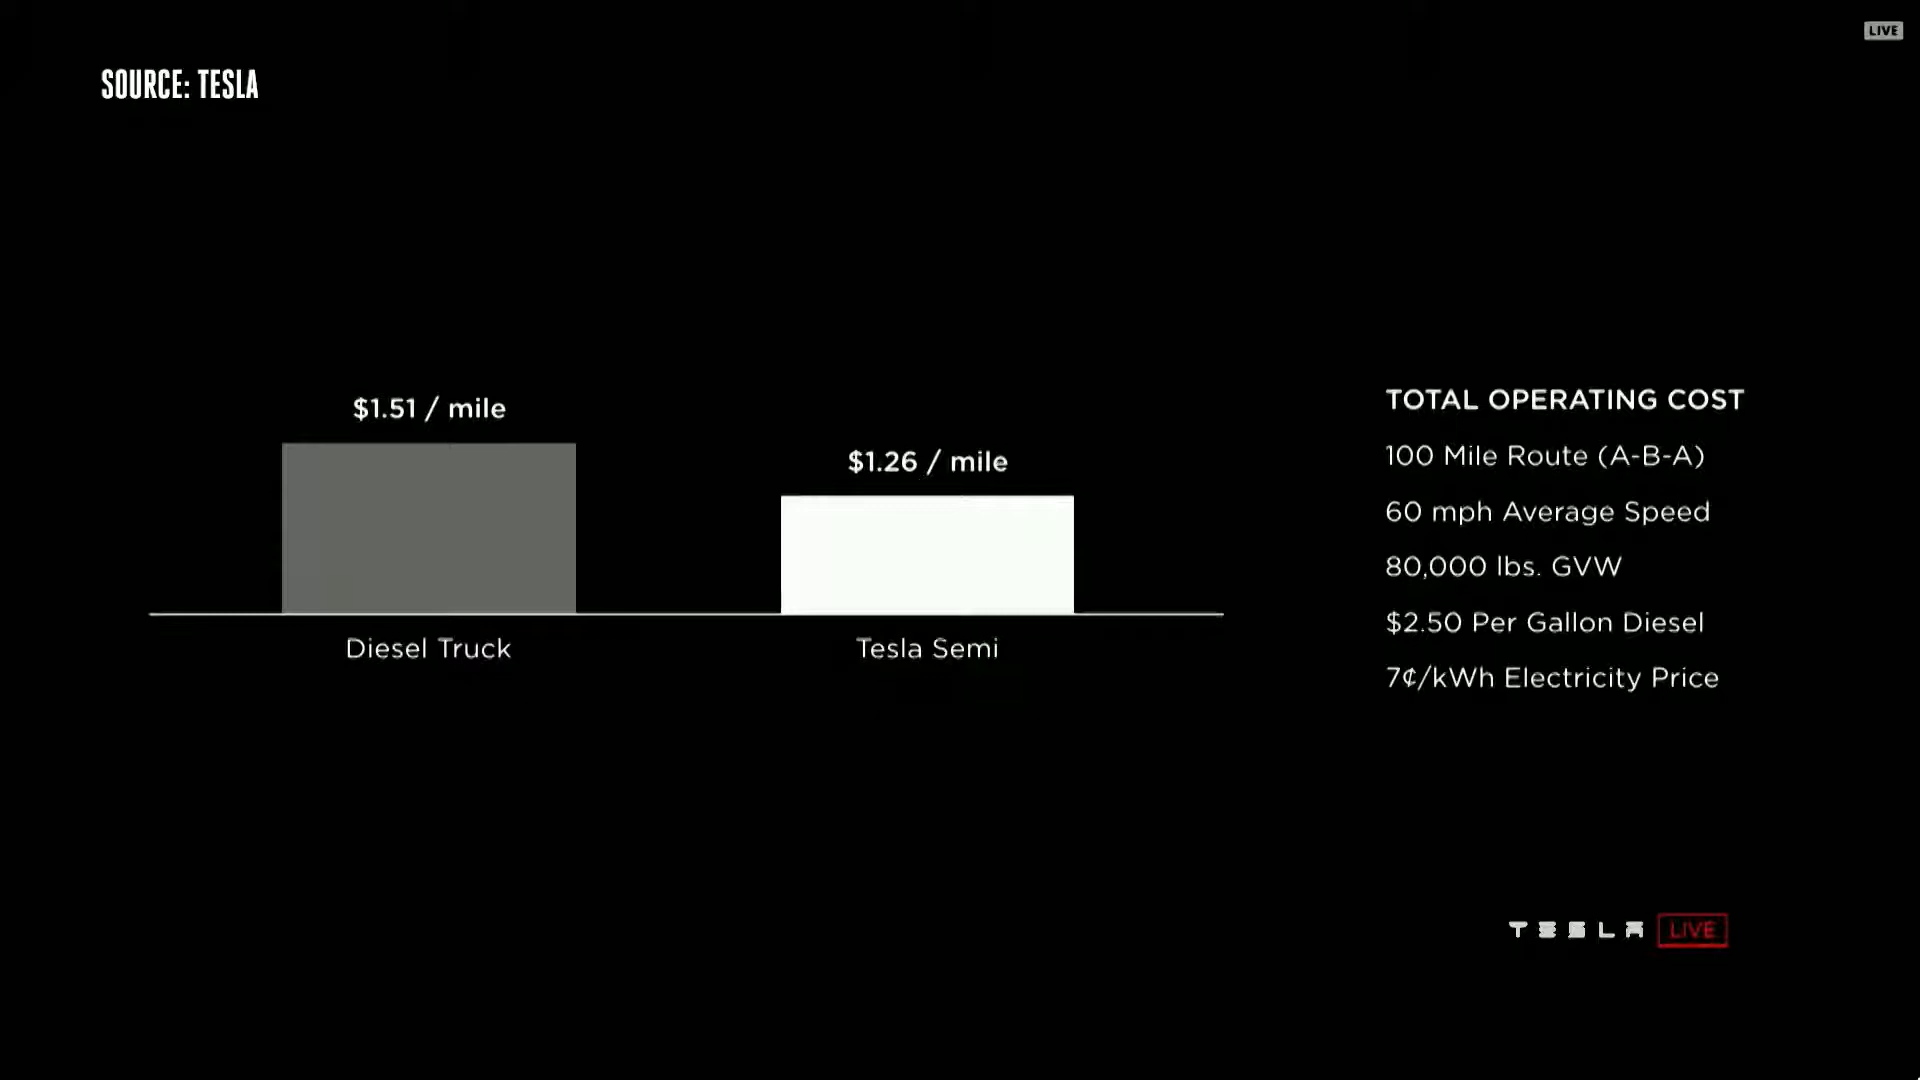 LIVE
SOURCE: TESLA
$1.51 / mile
$1.26 / mile
Diesel Truck
Tesla Semi
TOTAL OPERATING COST
100 Mile Route (A-B-A)
60 mph Average Speed
80,000 lbs. GVW
$2.50 Per Gallon Diesel
7¢/kWh Electricity Price
TESLA LIVE